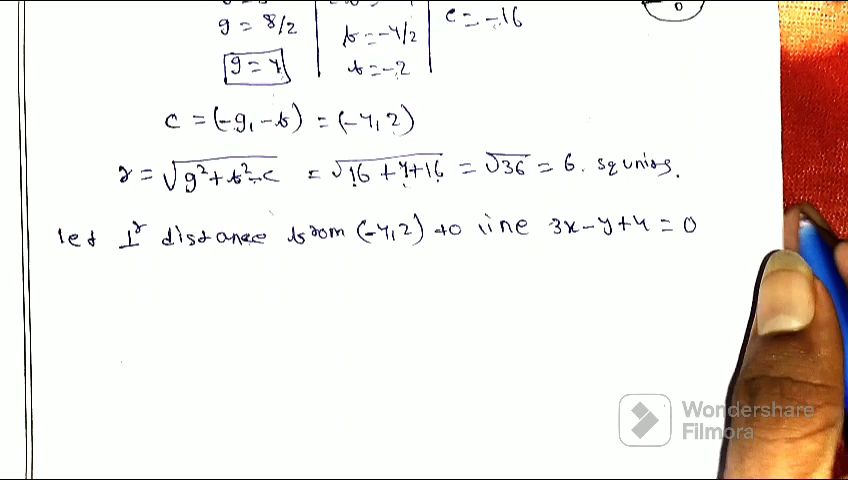 g = 8/2
f = -4/2
c = -16
g = 4
f = -2
c = (-g, -f) = (-4, 2)
r = √g²+f²-c = √16+4+16 = √36 = 6. sq units.
let ⊥r distance from (-4, 2) to line 3x-y+4 = 0
Wondershare
Filmora